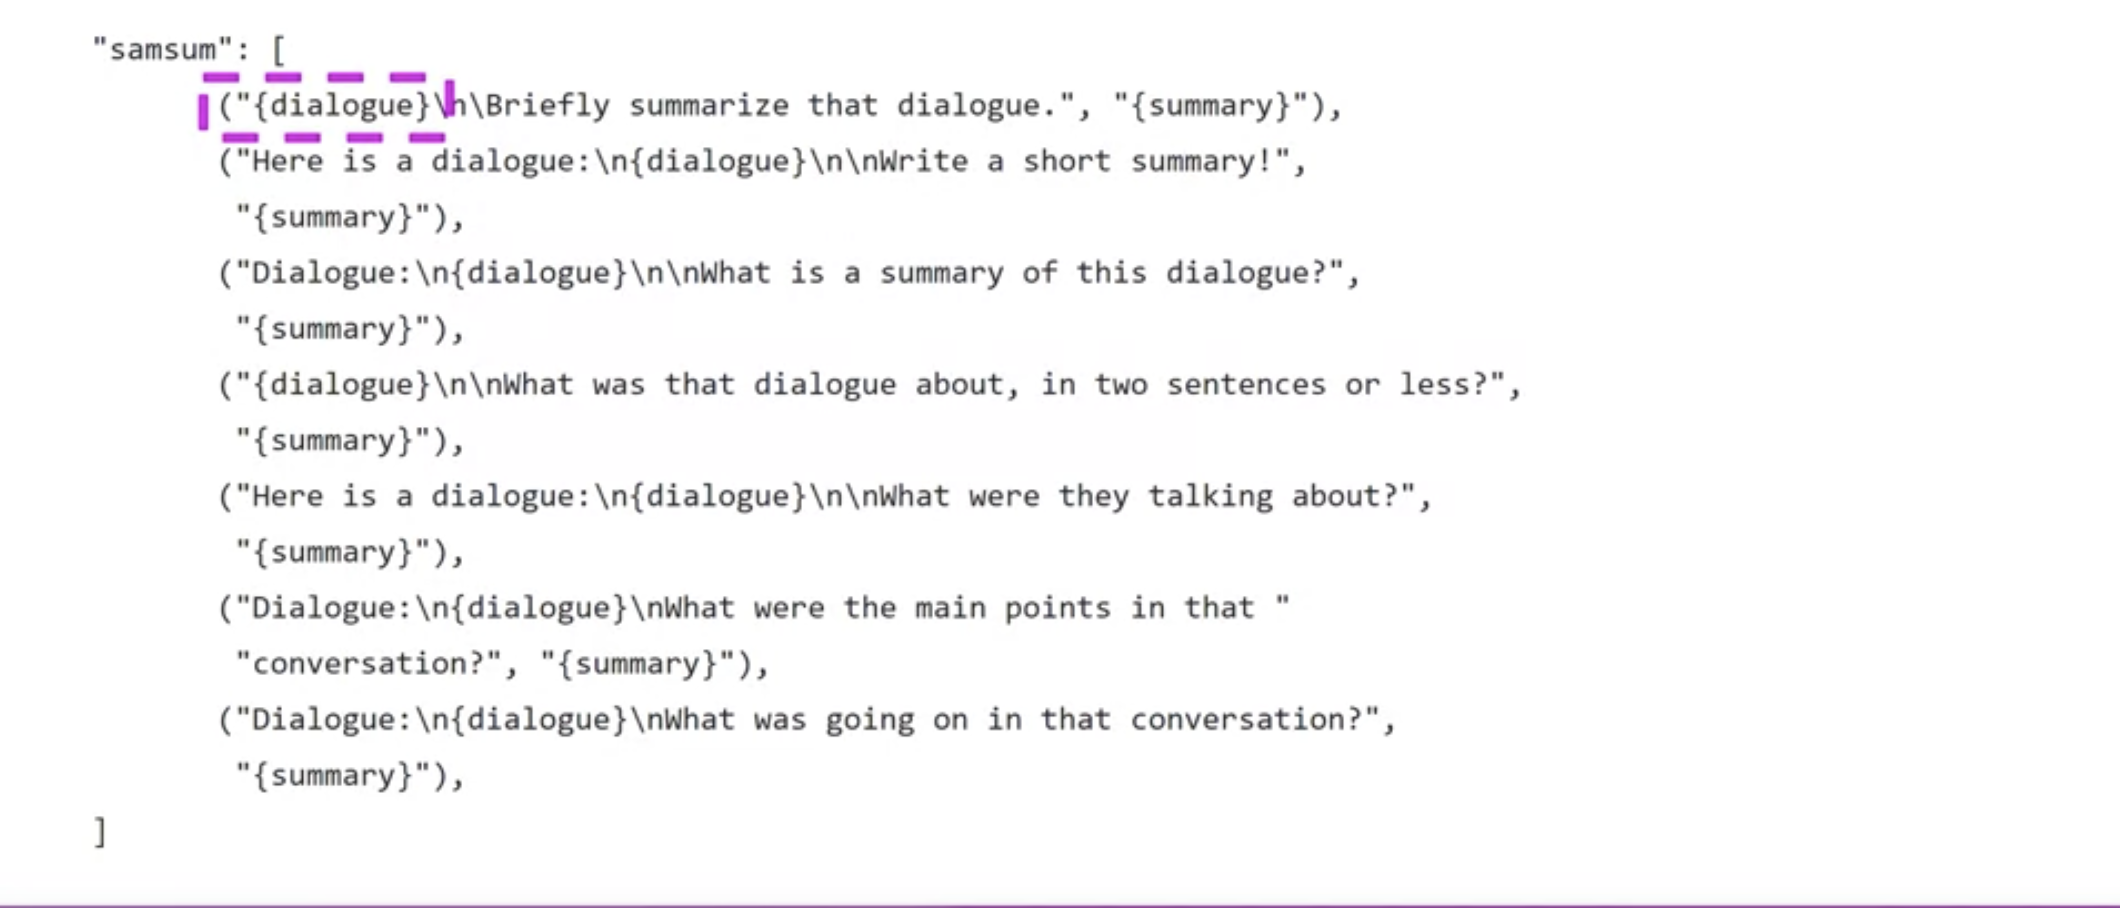 "samsum": [
("{dialogue}\n\Briefly summarize that dialogue.", "{summary}"),
("Here is a dialogue:\n{dialogue}\n\nWrite a short summary!",
"{summary}"),
("Dialogue:\n{dialogue}\n\nWhat is a summary of this dialogue?",
"{summary}"),
("{dialogue}\n\nWhat was that dialogue about, in two sentences or less?",
"{summary}"),
("Here is a dialogue:\n{dialogue}\n\nWhat were they talking about?",
"{summary}"),
("Dialogue:\n{dialogue}\nWhat were the main points in that "
"conversation?", "{summary}"),
("Dialogue:\n{dialogue}\nWhat was going on in that conversation?",
"{summary}"),
]